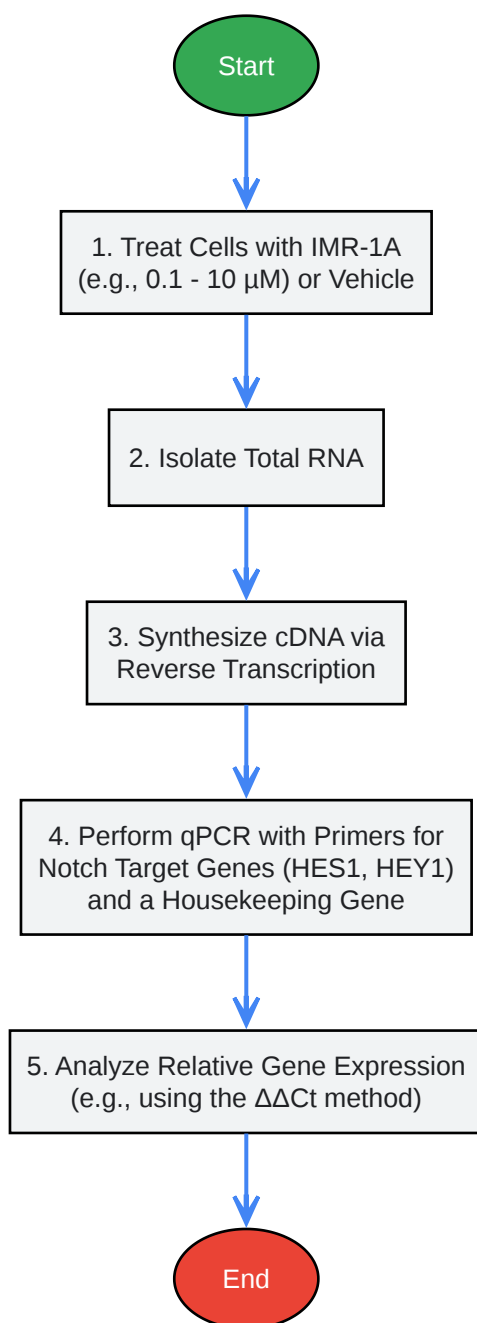 Start
1. Treat Cells with IMR-1A
(e.g., 0.1 - 10 µM) or Vehicle
2. Isolate Total RNA
3. Synthesize cDNA via
Reverse Transcription
4. Perform qPCR with Primers for
Notch Target Genes (HES1, HEY1)
and a Housekeeping Gene
5. Analyze Relative Gene Expression
(e.g., using the ΔΔCt method)
End